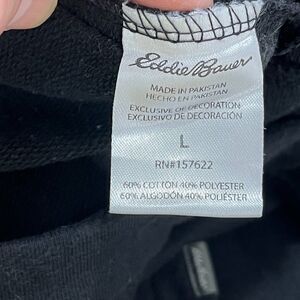 Eddie Bauer
MADE IN PAKISTAN
HECHO EN PAKISTAN
EXCLUSIVE OF DECORATION
EXCLUSIVO DE DECORACIÓN
L
RN#157622
60% COTTON 40% POLYESTER
60% ALGODÓN 40% POLIÉSTER